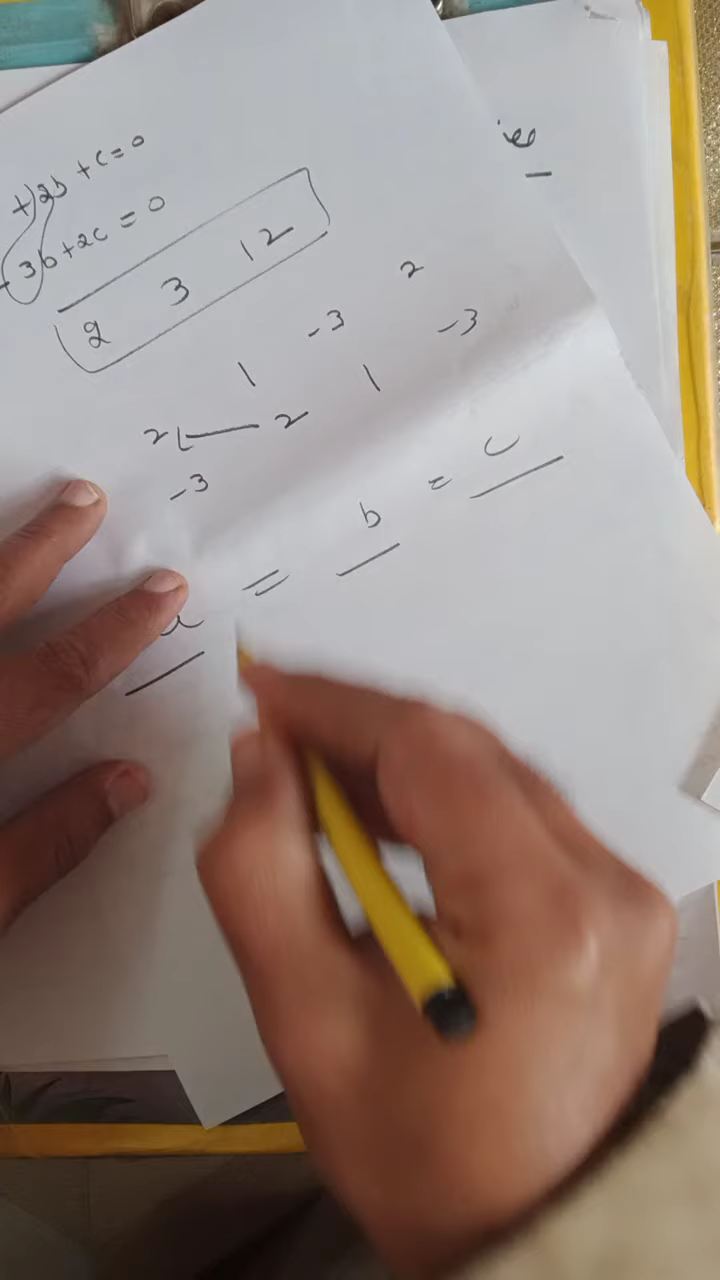 + 2b + c = 0
- 3b + 2c = 0
2 3 12
1 -3 2
2 2 1 -3
-3
a = b = c